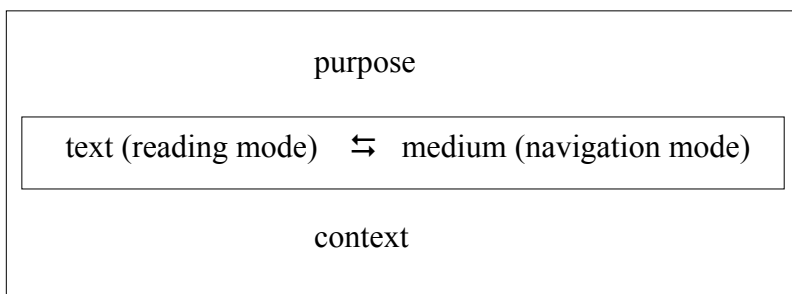 purpose
text (reading mode) ⇆ medium (navigation mode)
context